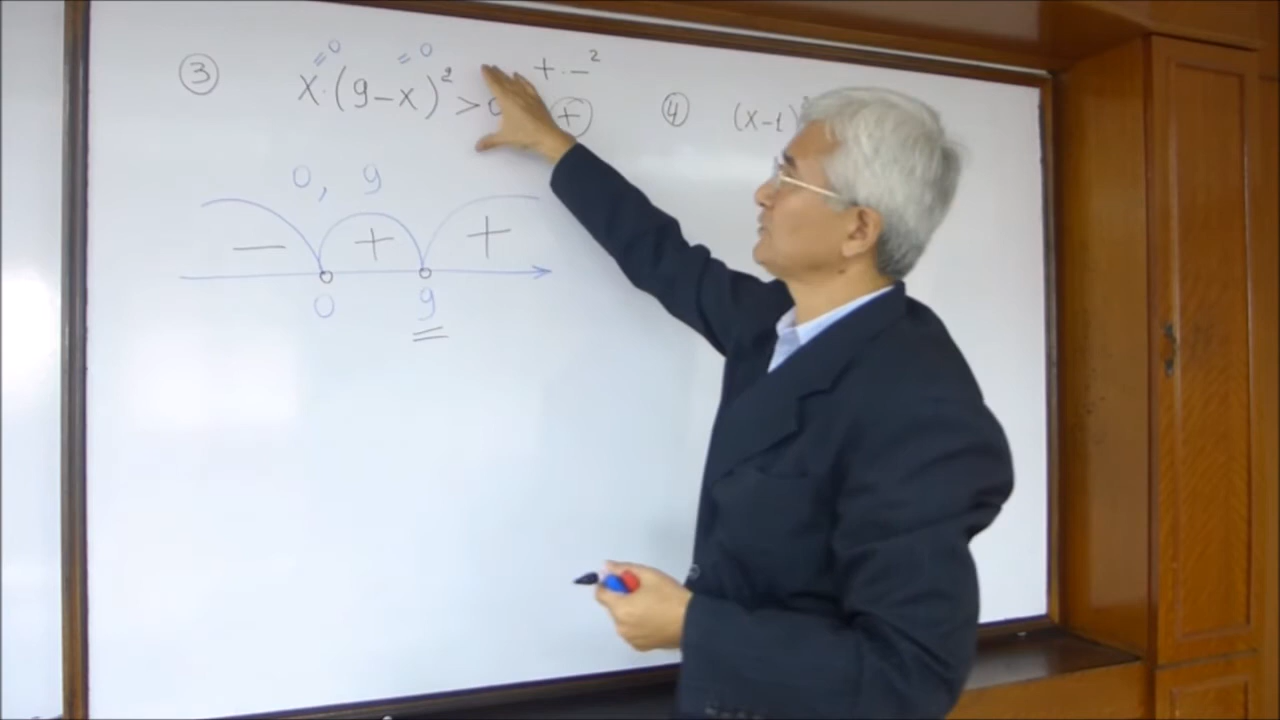 ③ x·(9-x)² > 0
=0 =0
+·-²
⊕
④ (x-1)
0, 9
- + +
0 9